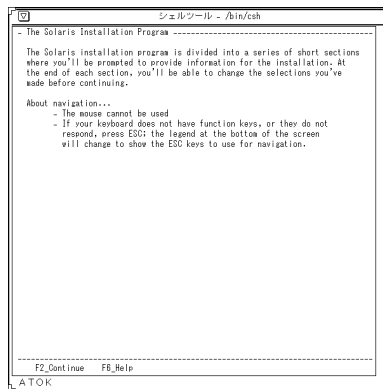 シェルツール - /bin/csh
- The Solaris Installation Program ---
The Solaris installation program is divided into a series of short sections
where you'll be prompted to provide information for the installation. At
the end of each section, you'll be able to change the selections you've
made before continuing.
About navigation...
- The mouse cannot be used
- If your keyboard does not have function keys, or they do not
respond, press ESC; the legend at the bottom of the screen
will change to show the ESC keys to use for navigation.
F2_Continue F6_Help
ATOK